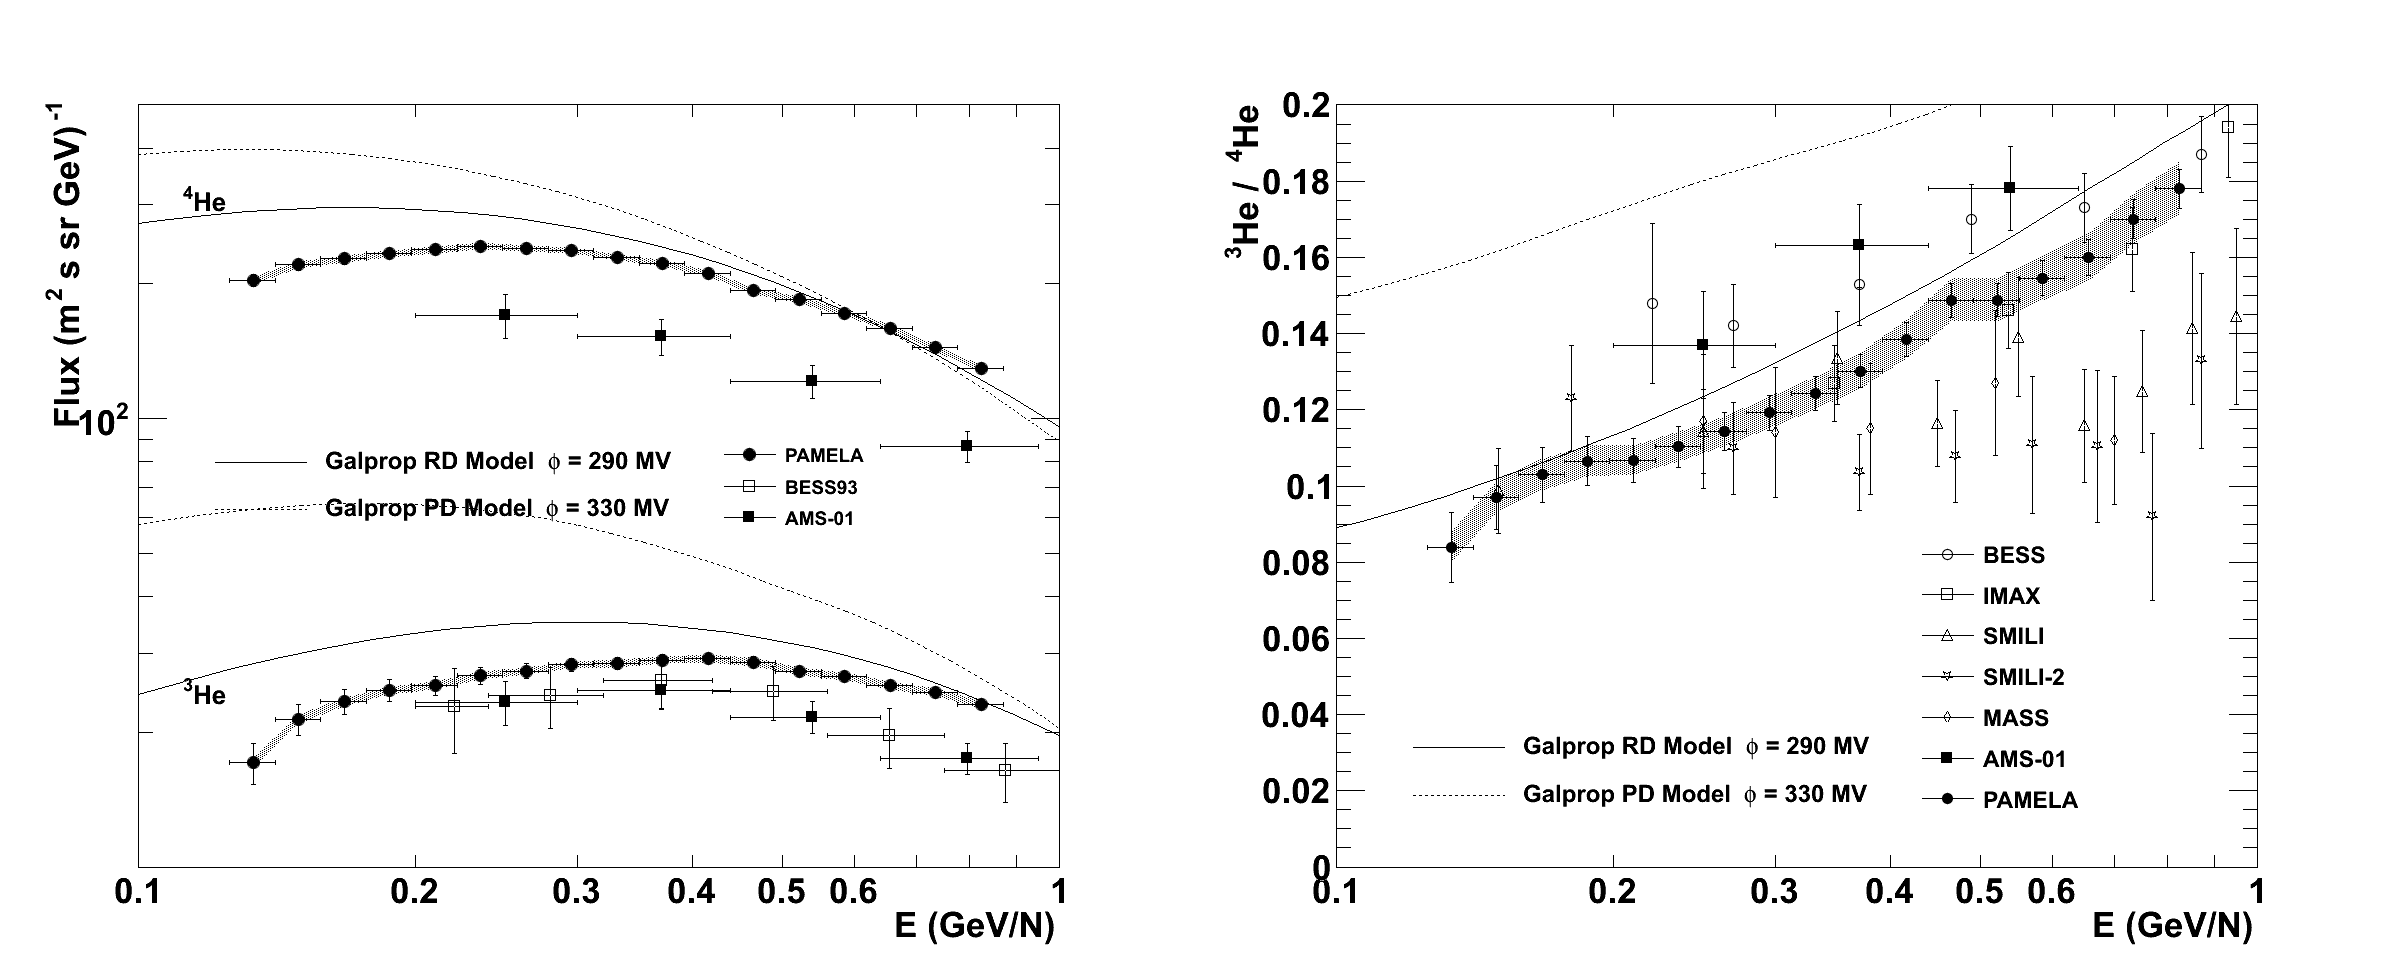 Flux (m² s sr GeV)⁻¹
⁴He
10²
Galprop RD Model ϕ = 290 MV
Galprop PD Model ϕ = 330 MV
PAMELA
BESS93
AMS-01
³He
0.1 0.2 0.3 0.4 0.5 0.6 1
E (GeV/N)
³He / ⁴He
0.2
0.18
0.16
0.14
0.12
0.1
0.08
0.06
0.04
0.02
0
BESS
IMAX
SMILI
SMILI-2
MASS
AMS-01
PAMELA
Galprop RD Model ϕ = 290 MV
Galprop PD Model ϕ = 330 MV
0.1 0.2 0.3 0.4 0.5 0.6 1
E (GeV/N)